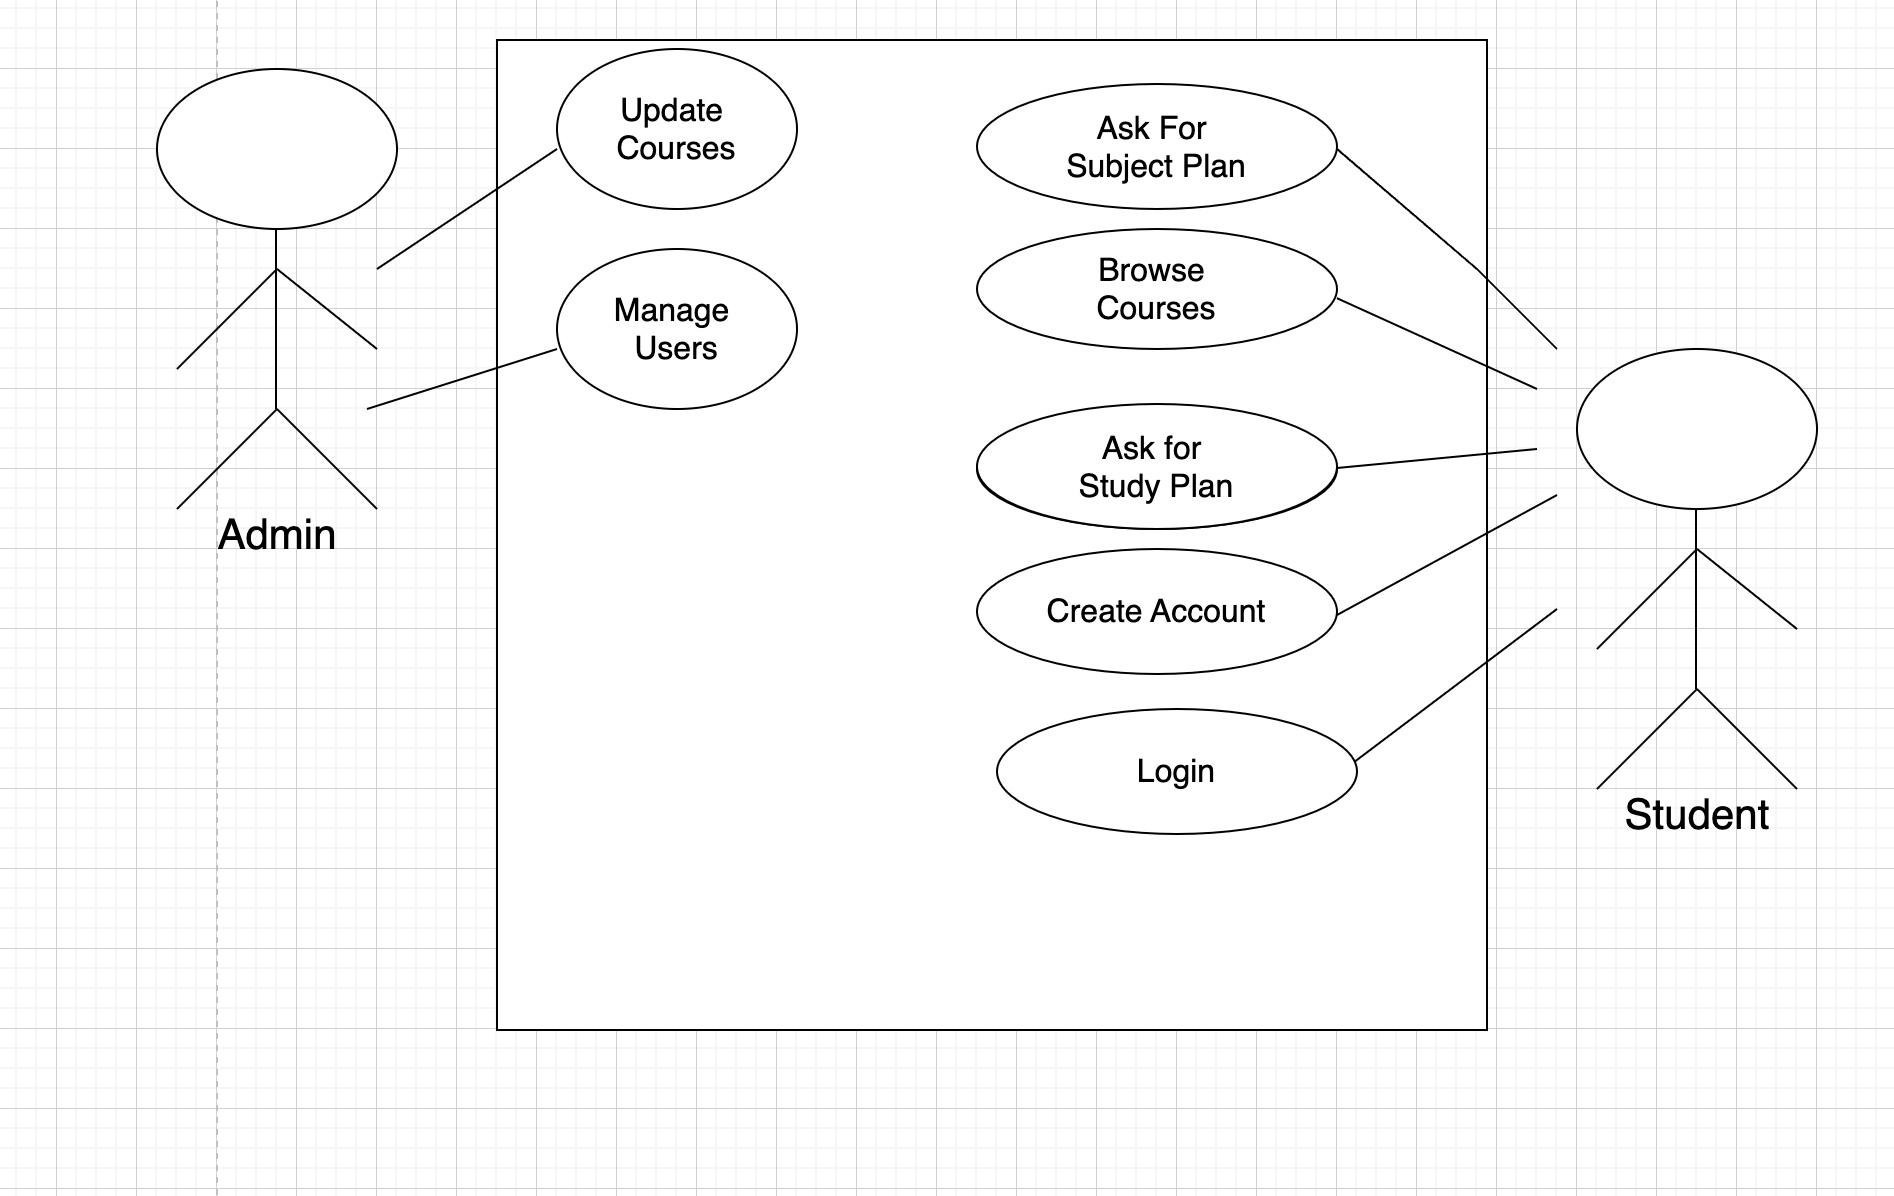 Update
Courses
Manage
Users
Admin
Ask For
Subject Plan
Browse
Courses
Ask for
Study Plan
Create Account
Login
Student